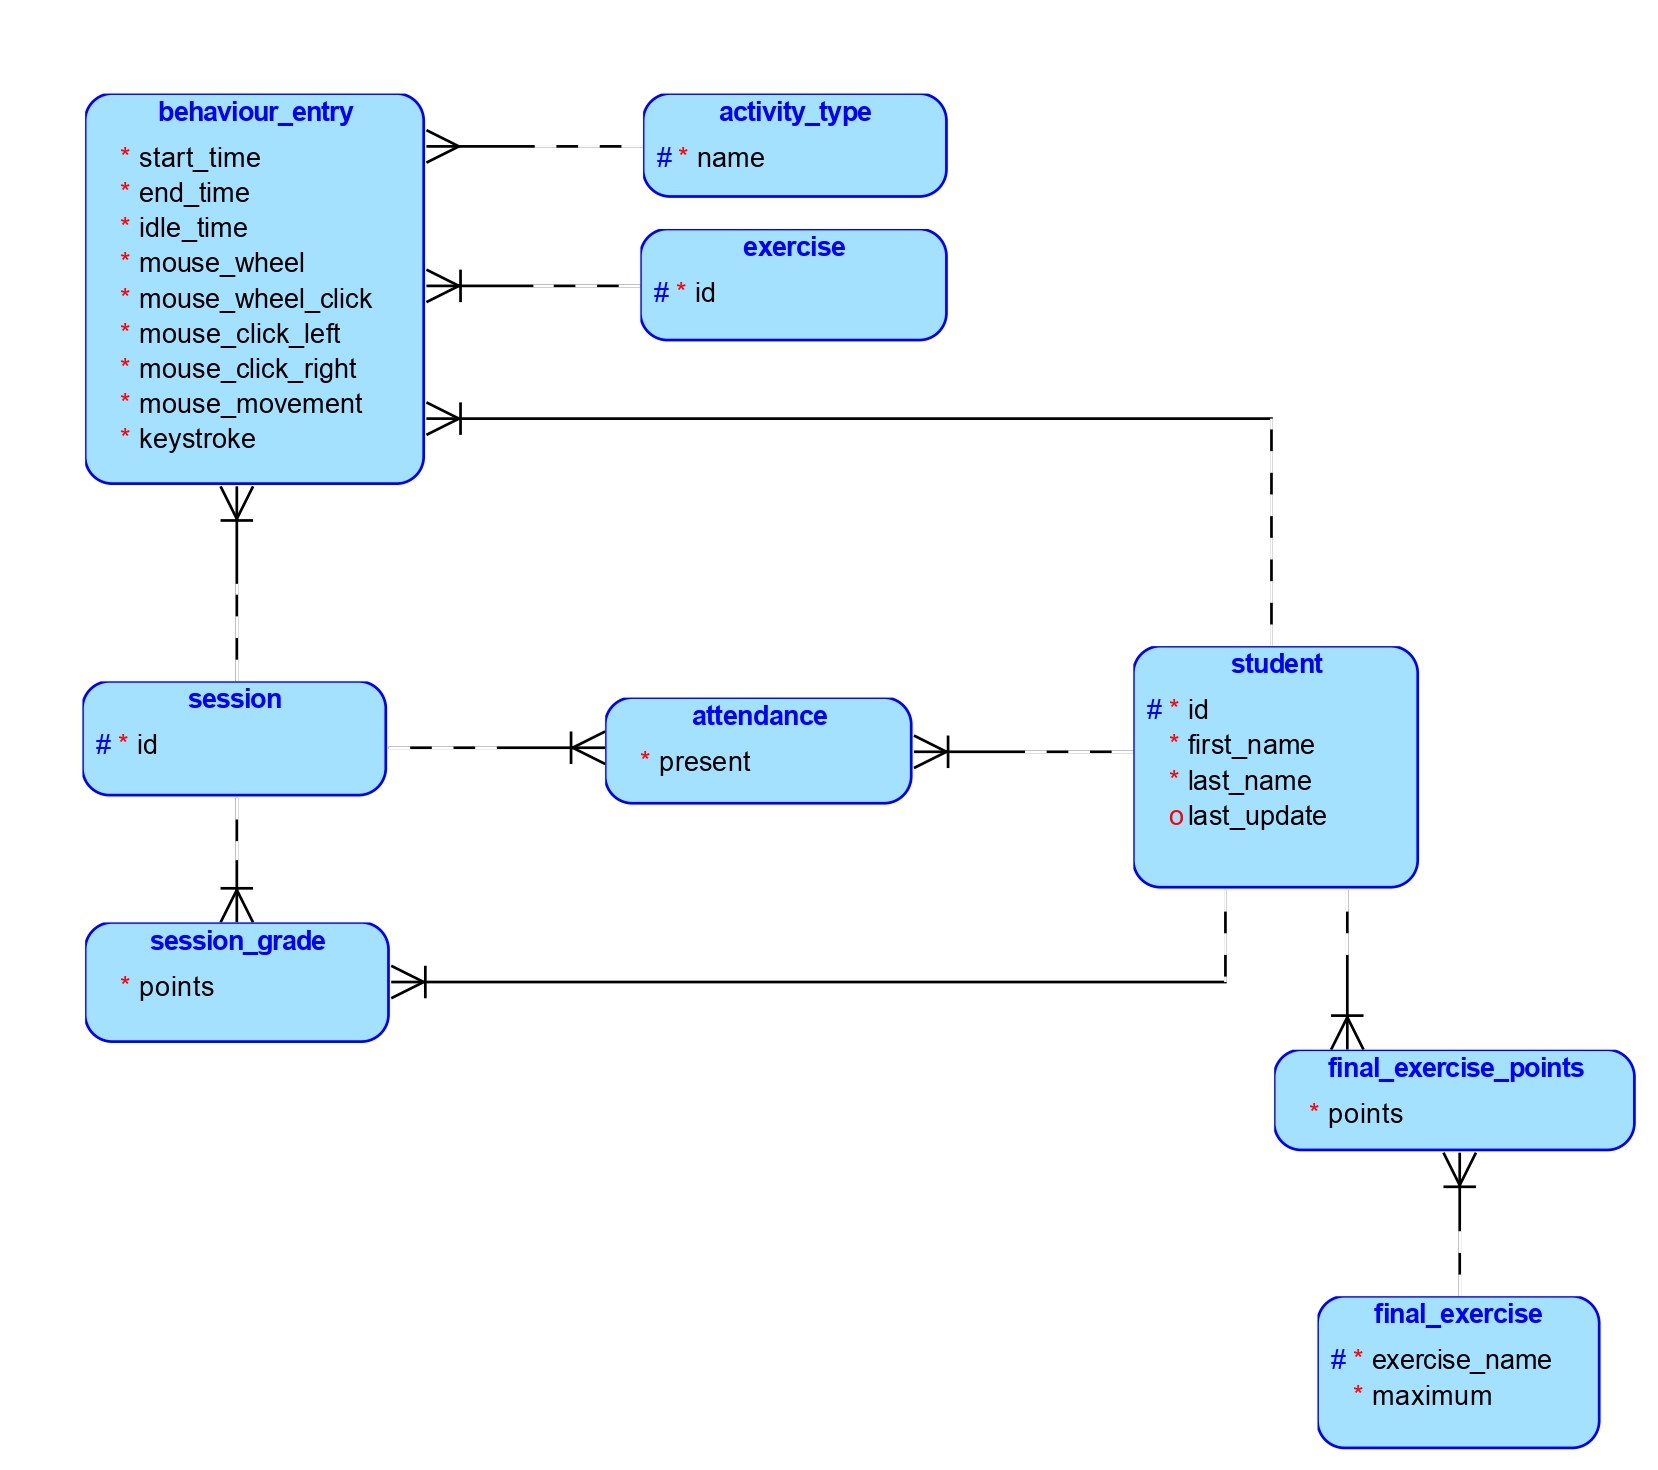 behaviour_entry
* start_time
* end_time
* idle_time
* mouse_wheel
* mouse_wheel_click
* mouse_click_left
* mouse_click_right
* mouse_movement
* keystroke
activity_type
# * name
exercise
# * id
session
# * id
attendance
* present
student
# * id
* first_name
* last_name
o last_update
session_grade
* points
final_exercise_points
* points
final_exercise
# * exercise_name
* maximum